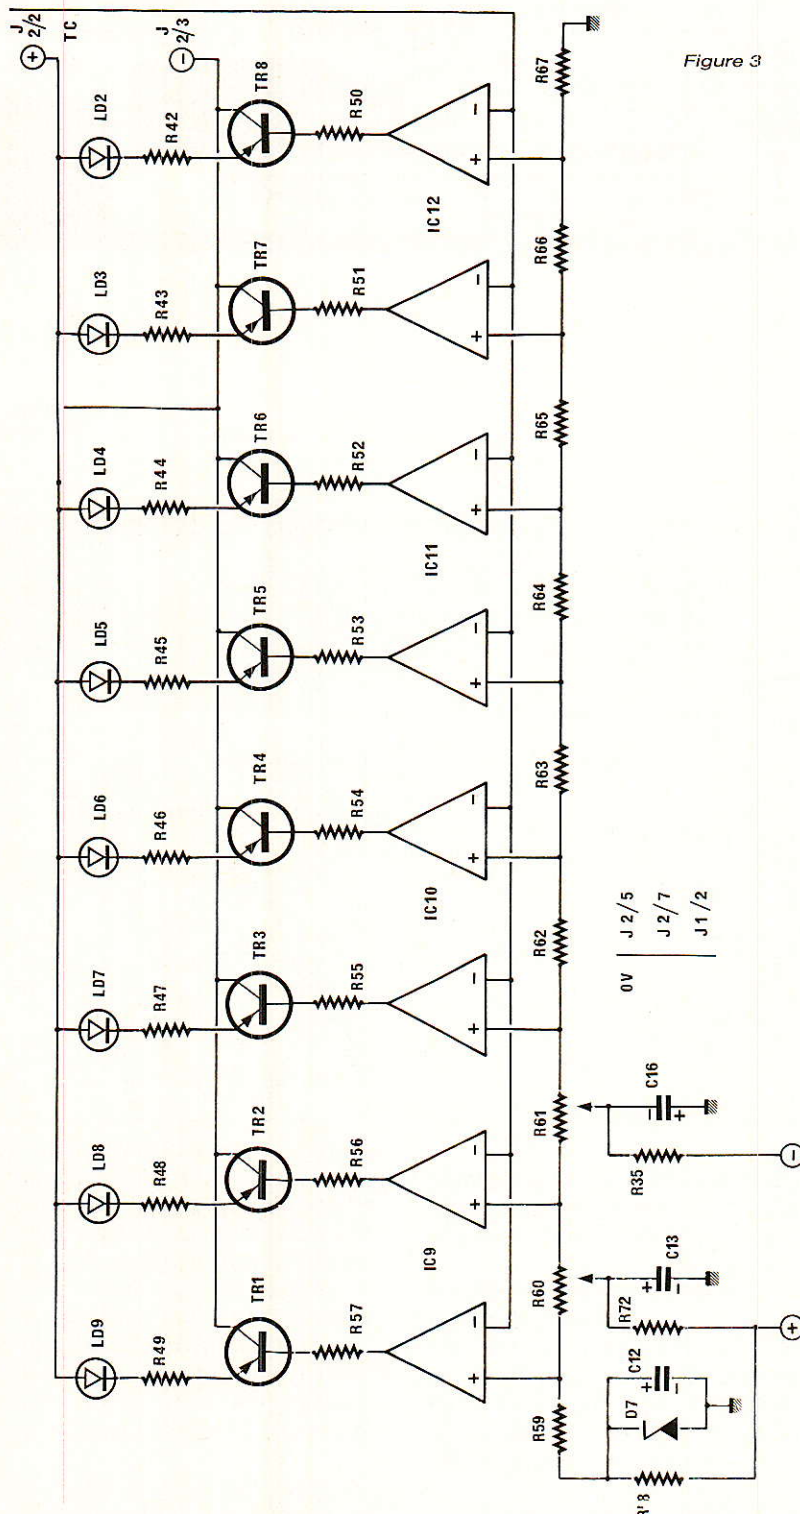 Figure 3
J 2/2
+
TC
J 2/3
−
LD2
R42
TR8
R50
−
+
IC12
R67
LD3
R43
TR7
R51
−
+
R66
LD4
R44
TR6
R52
−
+
IC11
R65
LD5
R45
TR5
R53
−
+
R64
LD6
R46
TR4
R54
−
+
IC10
R63
LD7
R47
TR3
R55
−
+
R62
0V
J 2/5
J 2/7
J 1/2
LD8
R48
TR2
R56
−
+
IC9
R61
C16
−
+
R35
−
LD9
R49
TR1
R57
−
+
R60
C13
+
−
R72
+
R59
C12
+
−
D7
R'8